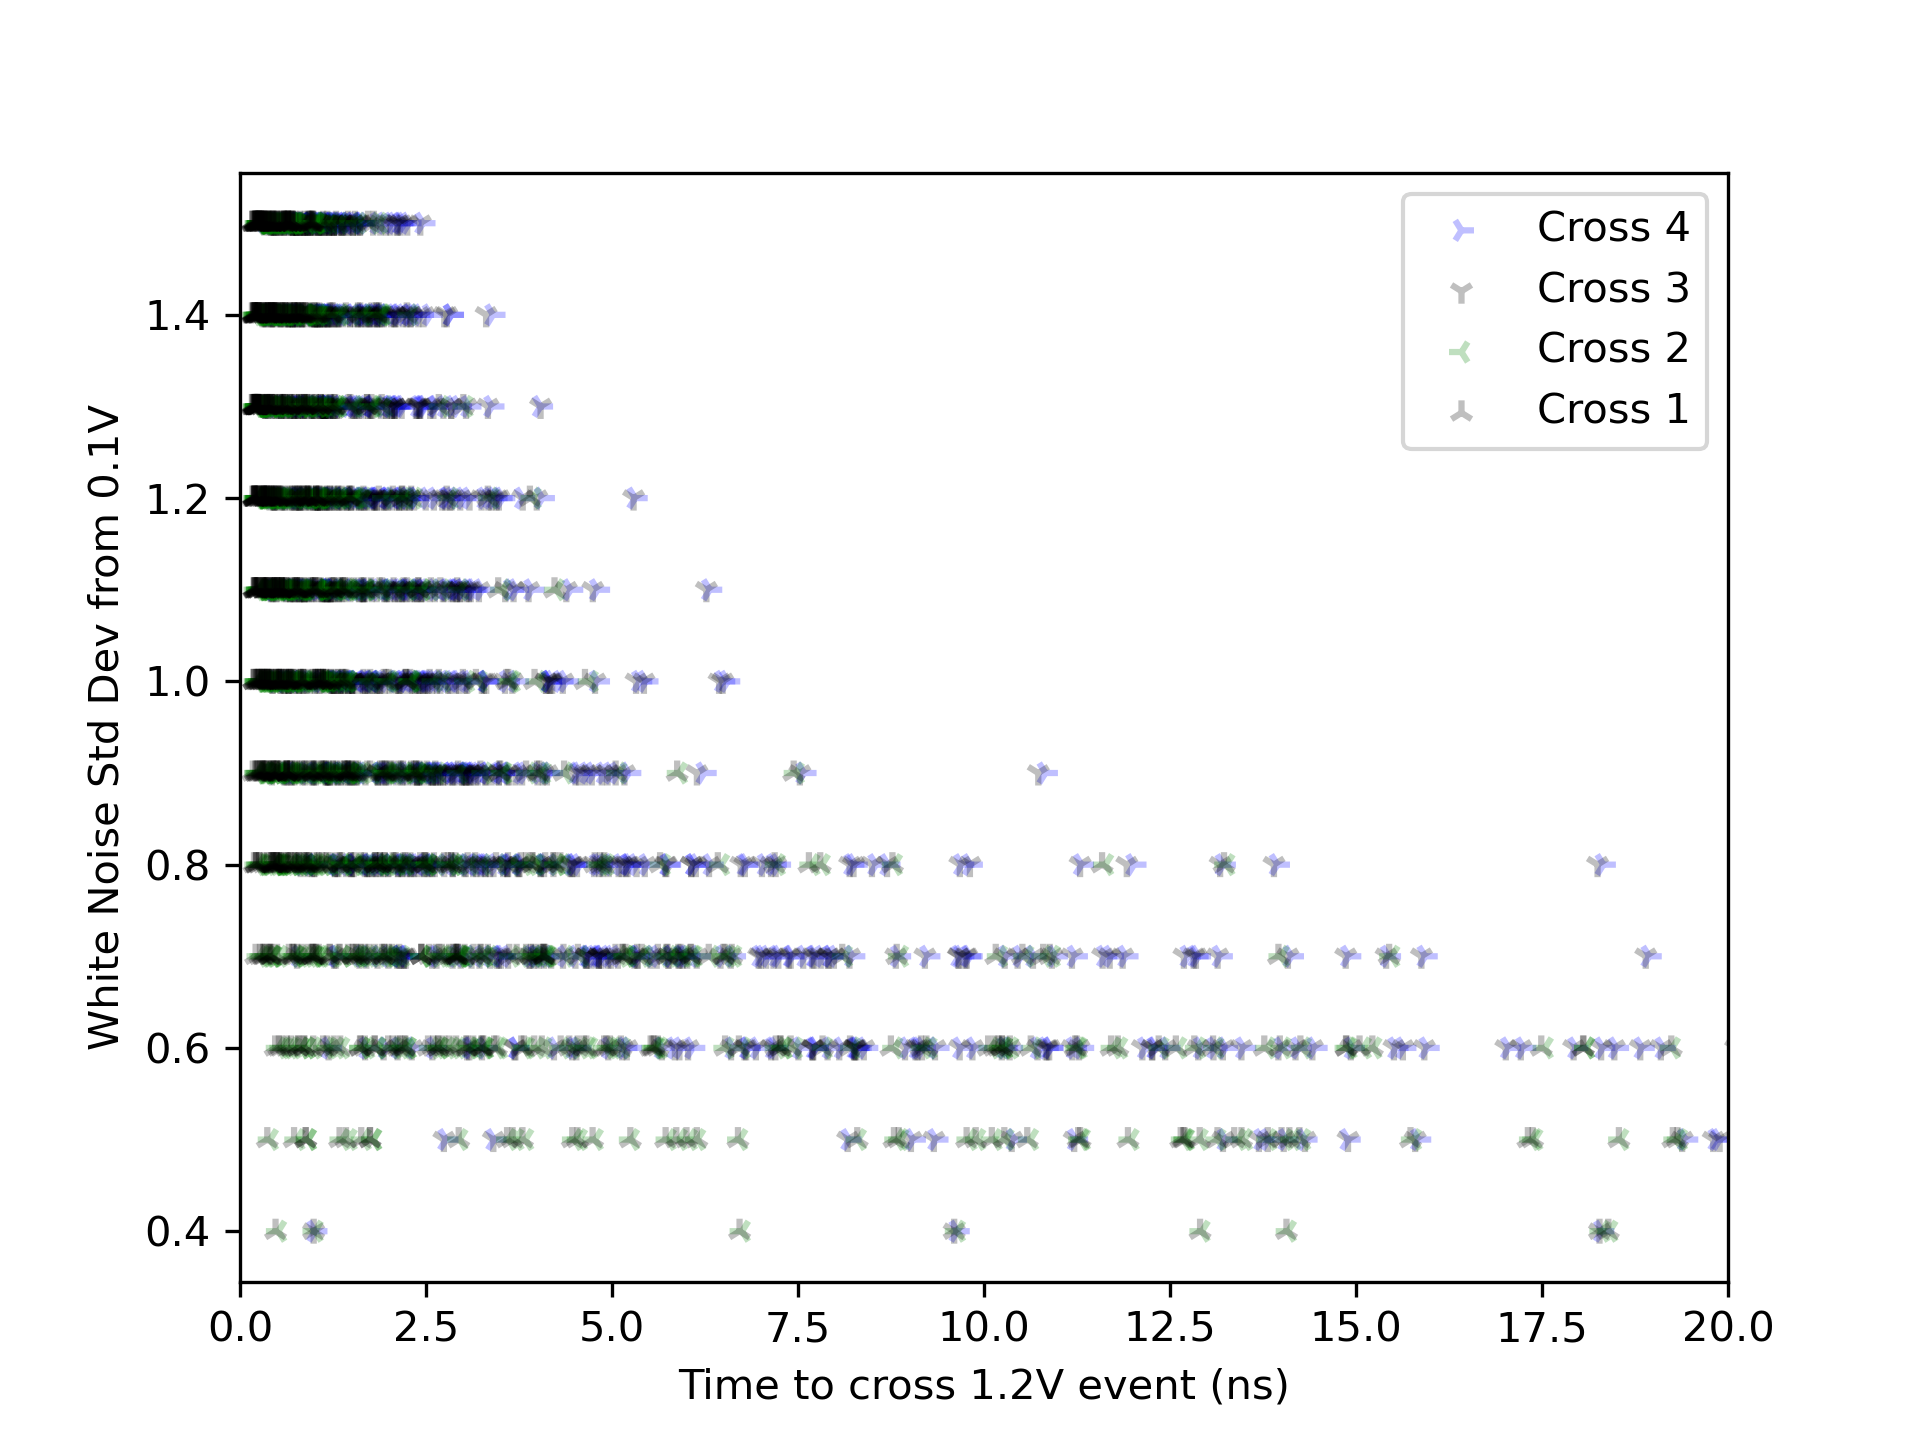 Cross 4
Cross 3
Cross 2
Cross 1
White Noise Std Dev from 0.1V
1.4
1.2
1.0
0.8
0.6
0.4
0.0 2.5 5.0 7.5 10.0 12.5 15.0 17.5 20.0
Time to cross 1.2V event (ns)